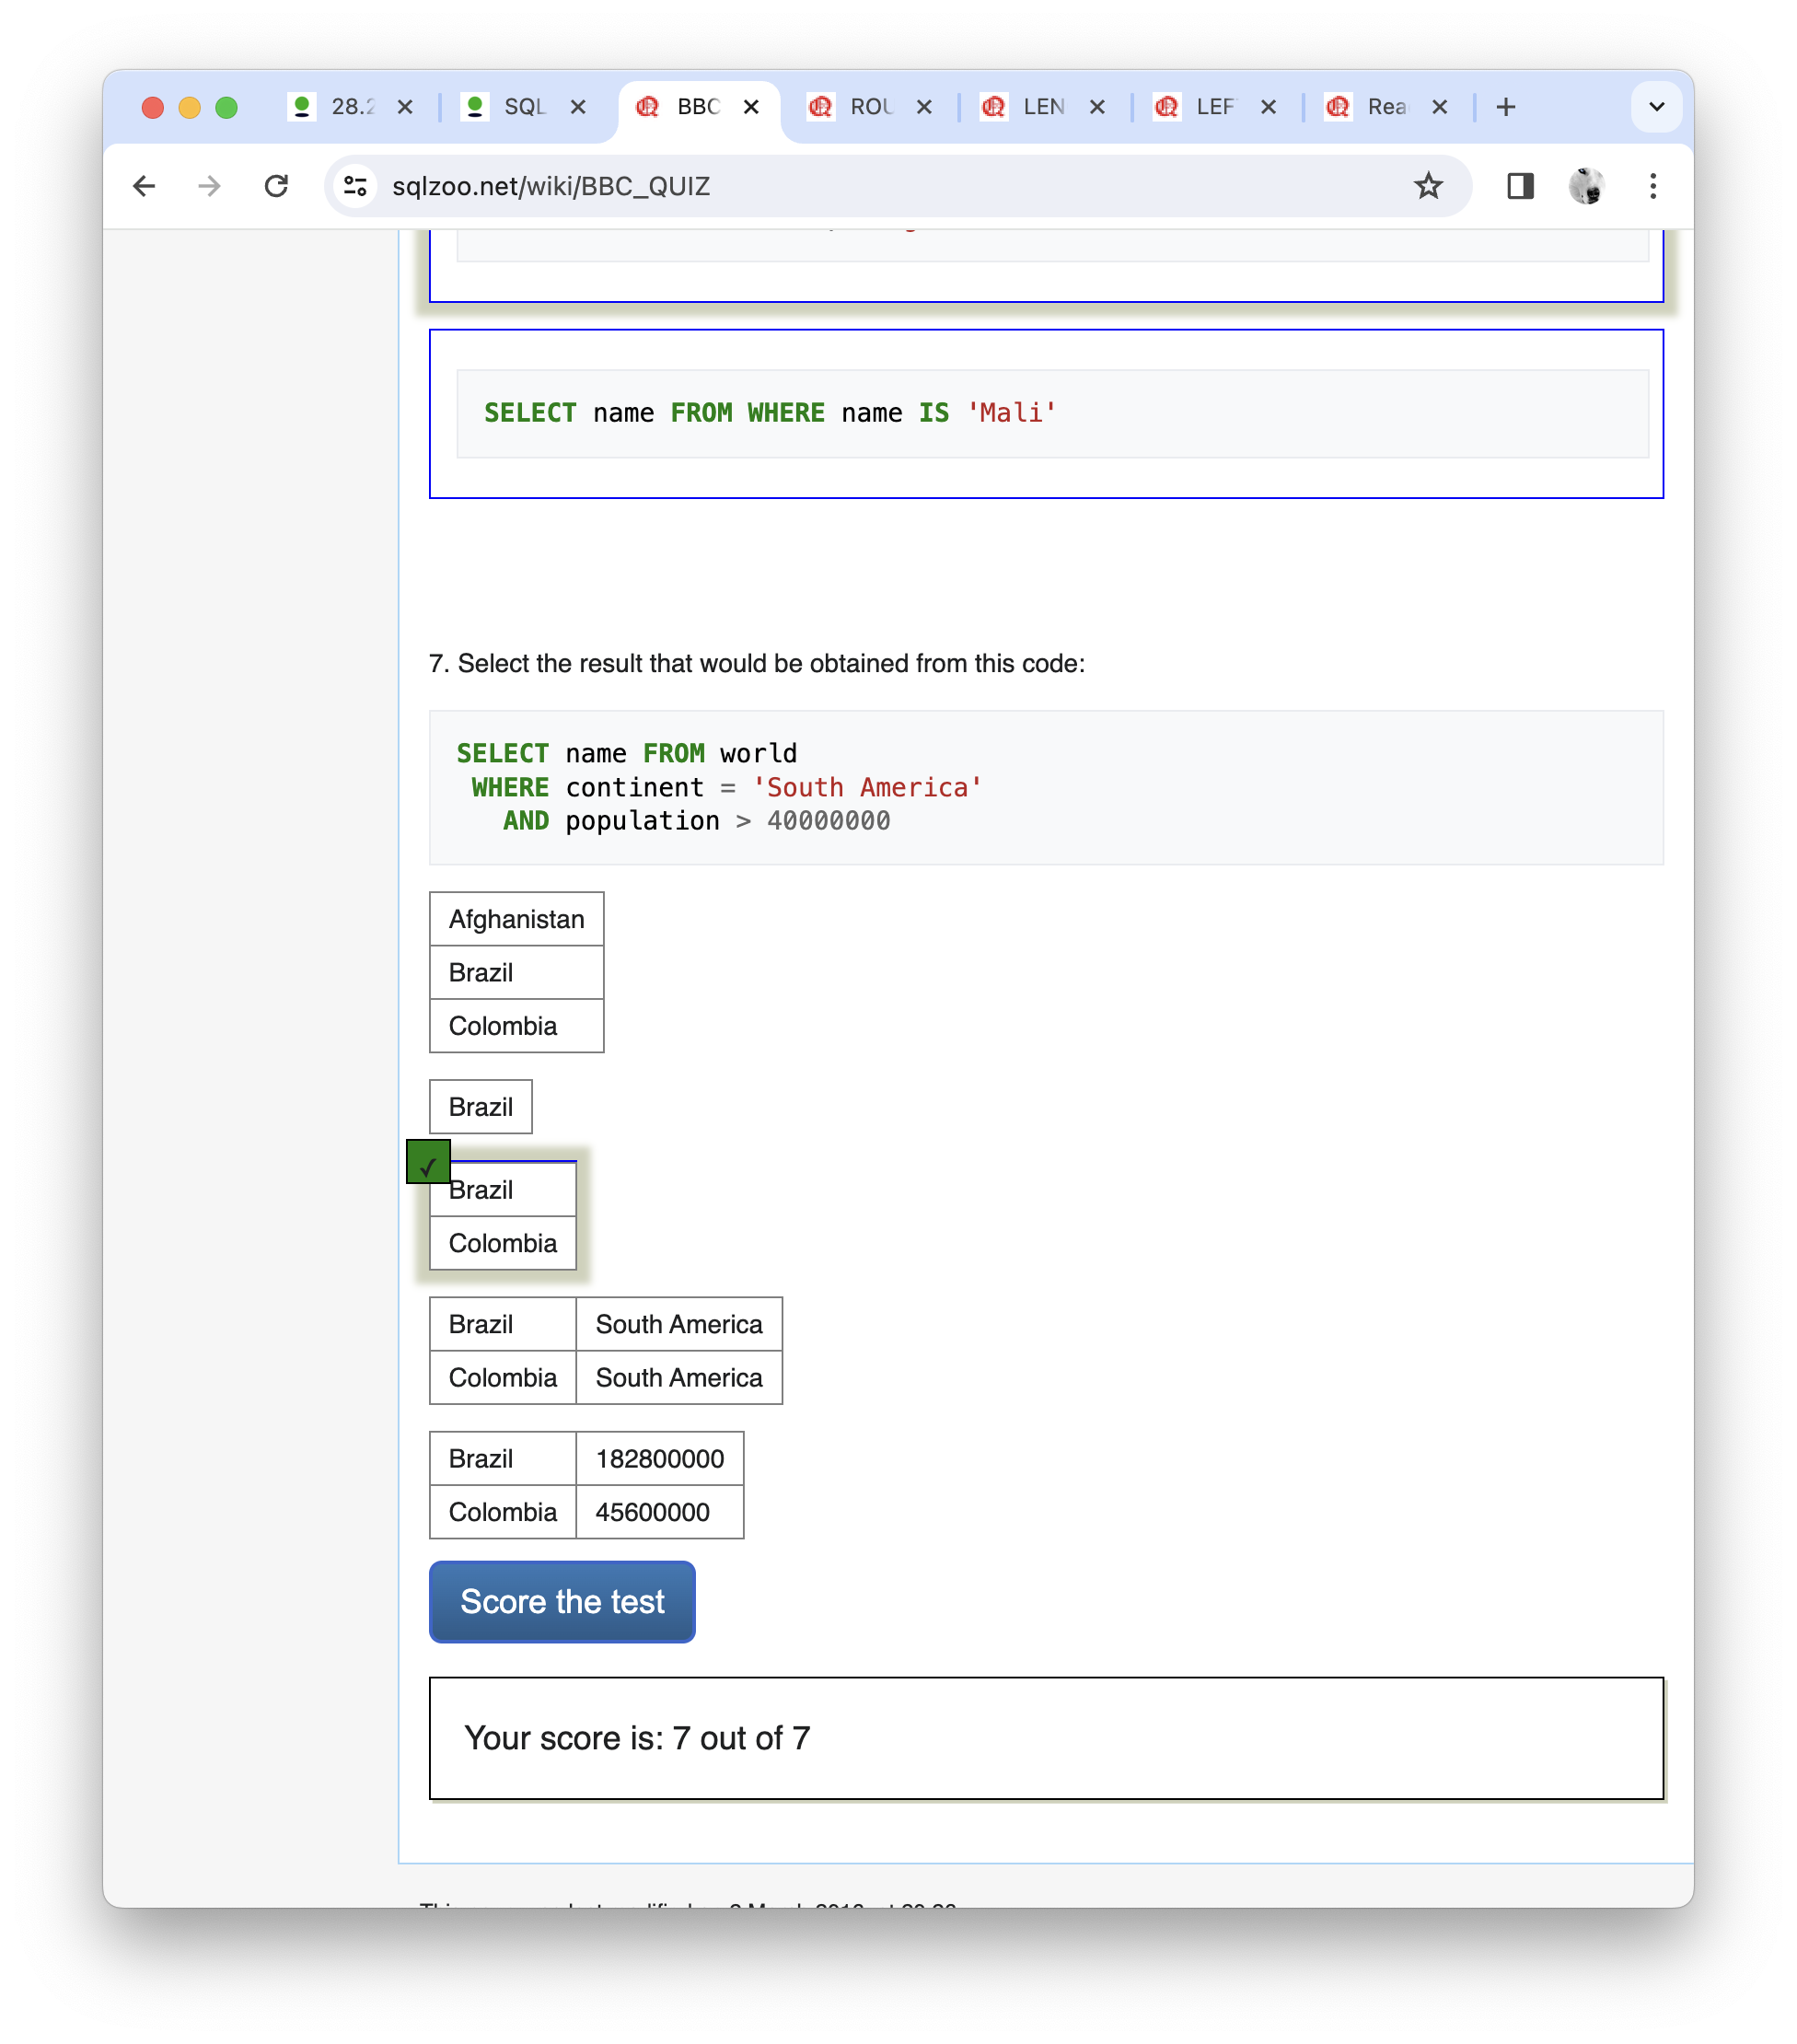 28.2
SQL
BBC
ROU
LEN
LEF
Rea
sqlzoo.net/wiki/BBC_QUIZ
SELECT name FROM WHERE name IS 'Mali'
7. Select the result that would be obtained from this code:
SELECT name FROM world
WHERE continent = 'South America'
AND population > 40000000
Afghanistan
Brazil
Colombia
Brazil
✓
Brazil
Colombia
Brazil South America
Colombia South America
Brazil 182800000
Colombia 45600000
Score the test
Your score is: 7 out of 7